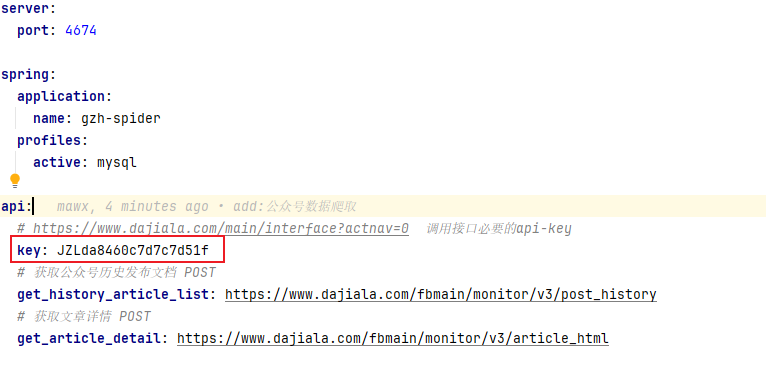 server:
port: 4674
spring:
application:
name: gzh-spider
profiles:
active: mysql
api: mawx, 4 minutes ago • add:公众号数据爬取
# https://www.dajiala.com/main/interface?actnav=0 调用接口必要的api-key
key: JZLda8460c7d7c7d51f
# 获取公众号历史发布文档 POST
get_history_article_list: https://www.dajiala.com/fbmain/monitor/v3/post_history
# 获取文章详情 POST
get_article_detail: https://www.dajiala.com/fbmain/monitor/v3/article_html